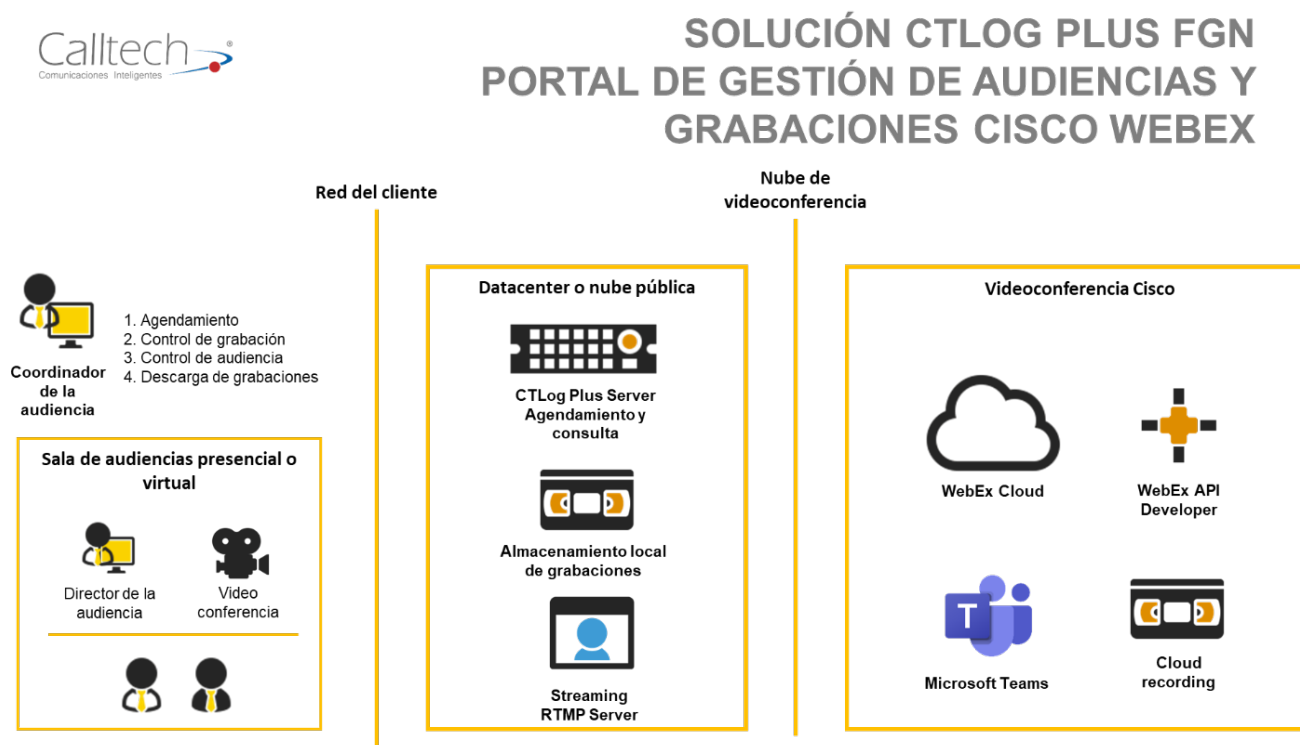 Calltech®
Comunicaciones Inteligentes
SOLUCIÓN CTLOG PLUS FGN
PORTAL DE GESTIÓN DE AUDIENCIAS Y
GRABACIONES CISCO WEBEX
Red del cliente
Nube de
videoconferencia
Coordinador
de la
audiencia
1. Agendamiento
2. Control de grabación
3. Control de audiencia
4. Descarga de grabaciones
Sala de audiencias presencial o
virtual
Director de la
audiencia
Video
conferencia
Datacenter o nube pública
CTLog Plus Server
Agendamiento y
consulta
Almacenamiento local
de grabaciones
Streaming
RTMP Server
Videoconferencia Cisco
WebEx Cloud
WebEx API
Developer
T
Microsoft Teams
Cloud
recording